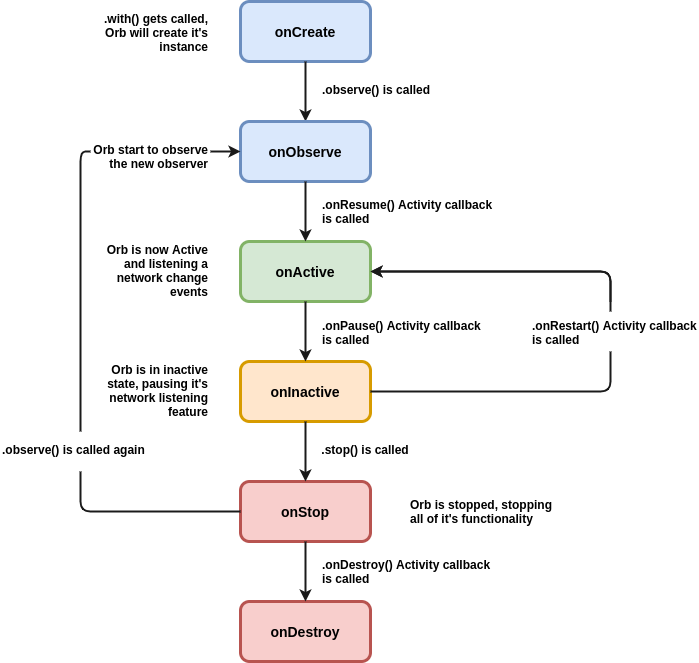 .with() gets called,
Orb will create it's
instance
onCreate
.observe() is called
Orb start to observe
the new observer
onObserve
.onResume() Activity callback
is called
Orb is now Active
and listening a
network change
events
onActive
.onPause() Activity callback
is called
.onRestart() Activity callback
is called
Orb is in inactive
state, pausing it's
network listening
feature
onInactive
.observe() is called again
.stop() is called
onStop
Orb is stopped, stopping
all of it's functionality
.onDestroy() Activity callback
is called
onDestroy